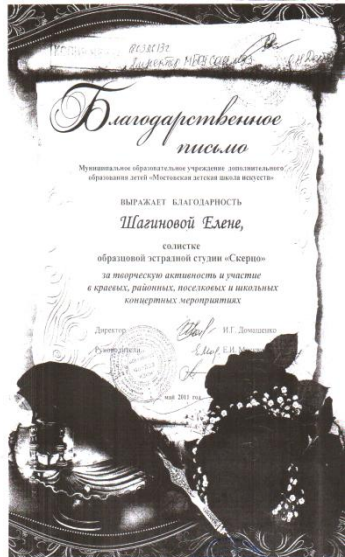 Благодарственное
письмо
Муниципальное образовательное учреждение дополнительного
образования детей «Мостовская детская школа искусств»
ВЫРАЖАЕТ БЛАГОДАРНОСТЬ
Шагиновой Елене,
солистке
образцовой эстрадной студии «Скерцо»
за творческую активность и участие
в краевых, районных, поселковых и школьных
концертных мероприятиях
Директор И.Г. Домащенко
Руководители Е.И.
май 2011 год